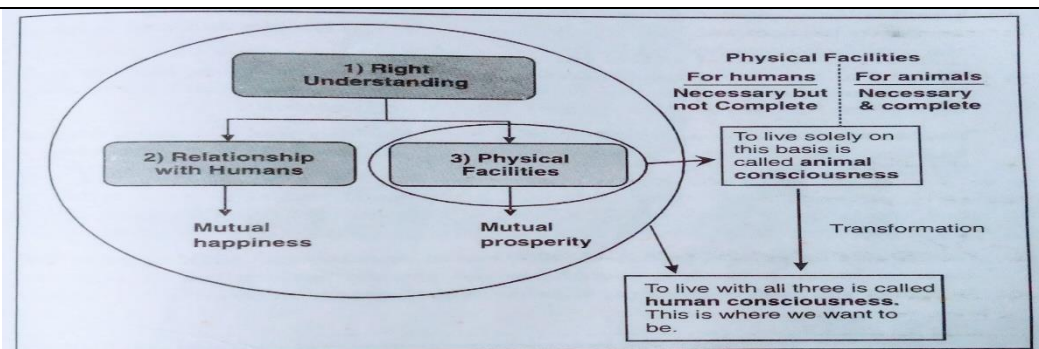 1) Right
Understanding
2) Relationship
with Humans
3) Physical
Facilities
Mutual
happiness
Mutual
prosperity
Physical Facilities
For humans
Necessary but
not Complete
For animals
Necessary
& complete
To live solely on
this basis is
called animal
consciousness
Transformation
To live with all three is called
human consciousness.
This is where we want to
be.